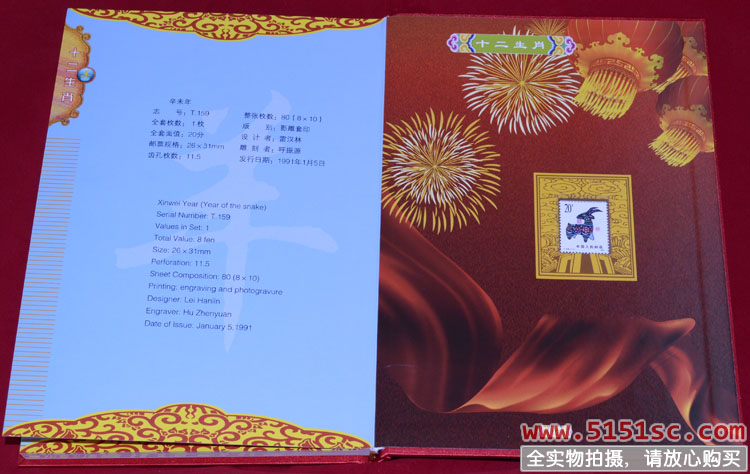 十二生肖
辛未年
志 号：T.159
全套枚数：1枚
全套面值：20分
邮票规格：26×31mm
齿孔枚数：11.5
整张枚数：80［8×10］
版 别：影雕套印
设 计 者：雷汉林
雕 刻 者：呼振源
发行日期：1991年1月5日
羊
Xinwei Year (Year of the snake)
Serial Number: T.159
Values in Set: 1
Total Value: 8 fen
Size: 26×31mm
Perforation: 11.5
Sheet Composition: 80 (8×10)
Printing: engraving and photogravure
Designer: Lei Hanlin
Engraver: Hu Zhenyuan
Date of Issue: January 5,1991
十二生肖
20分
中国人民邮政
www.5151sc.com
全实物拍摄，请放心购买